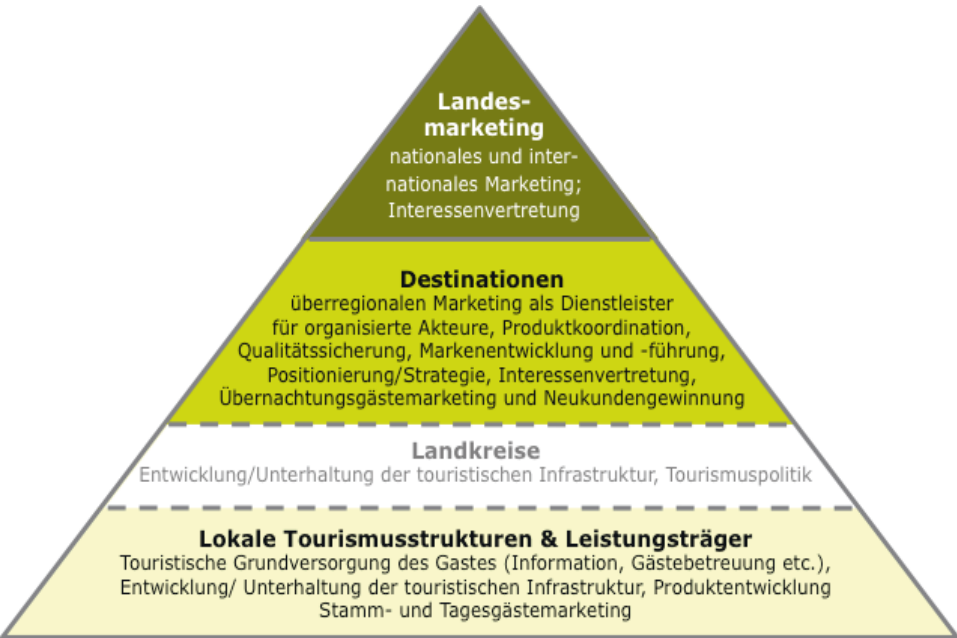 Landes-
marketing
nationales und inter-
nationales Marketing;
Interessenvertretung
Destinationen
überregionalen Marketing als Dienstleister
für organisierte Akteure, Produktkoordination,
Qualitätssicherung, Markenentwicklung und -führung,
Positionierung/Strategie, Interessenvertretung,
Übernachtungsgästemarketing und Neukundengewinnung
Landkreise
Entwicklung/Unterhaltung der touristischen Infrastruktur, Tourismuspolitik
Lokale Tourismusstrukturen & Leistungsträger
Touristische Grundversorgung des Gastes (Information, Gästebetreuung etc.),
Entwicklung/ Unterhaltung der touristischen Infrastruktur, Produktentwicklung
Stamm- und Tagesgästemarketing